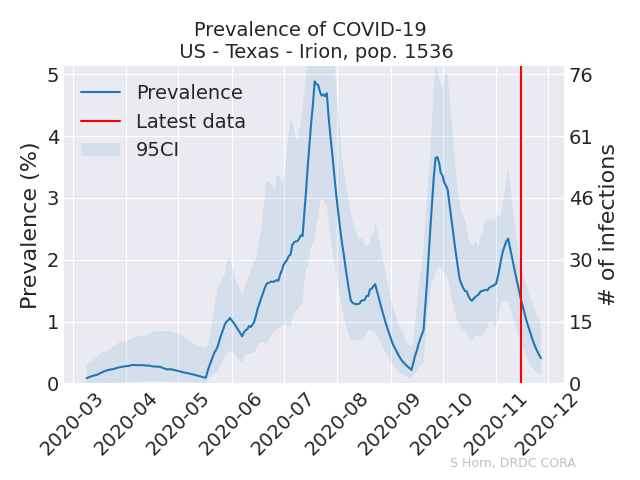 Prevalence of COVID-19
US - Texas - Irion, pop. 1536
Prevalence
Latest data
95CI
Prevalence (%)
5
4
3
2
1
0
# of infections
76
61
46
30
15
0
2020-03
2020-04
2020-05
2020-06
2020-07
2020-08
2020-09
2020-10
2020-11
2020-12
S Horn, DRDC CORA